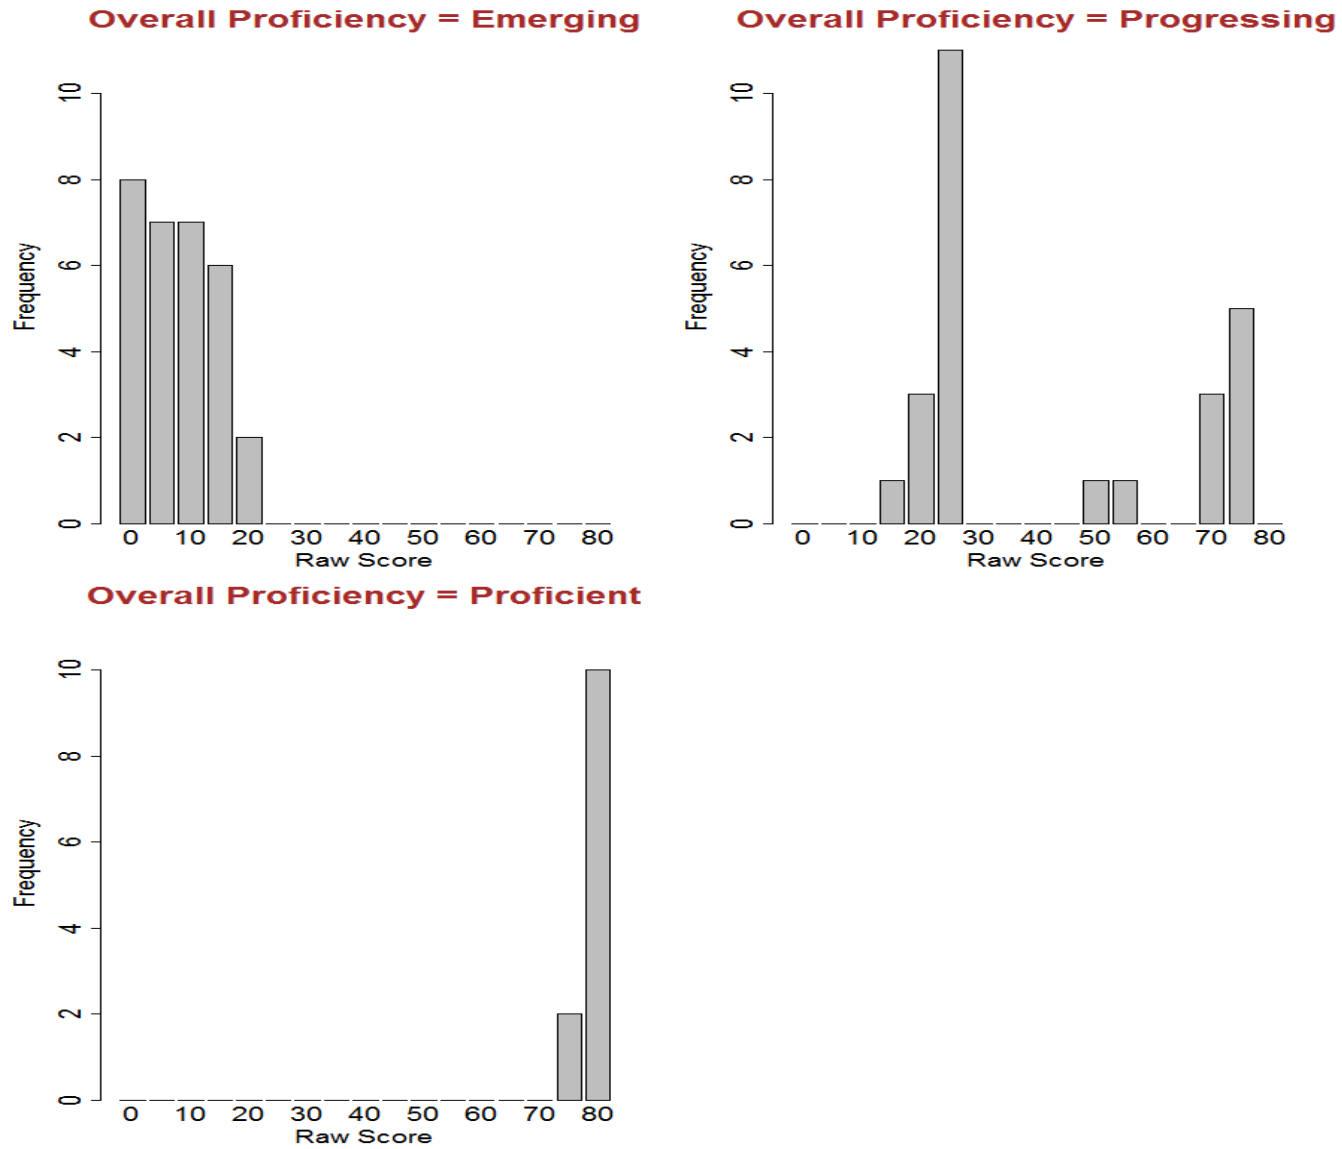 Overall Proficiency = Emerging
Frequency
0 2 4 6 8 10
0 10 20 30 40 50 60 70 80
Raw Score
Overall Proficiency = Progressing
Frequency
0 2 4 6 8 10
0 10 20 30 40 50 60 70 80
Raw Score
Overall Proficiency = Proficient
Frequency
0 2 4 6 8 10
0 10 20 30 40 50 60 70 80
Raw Score